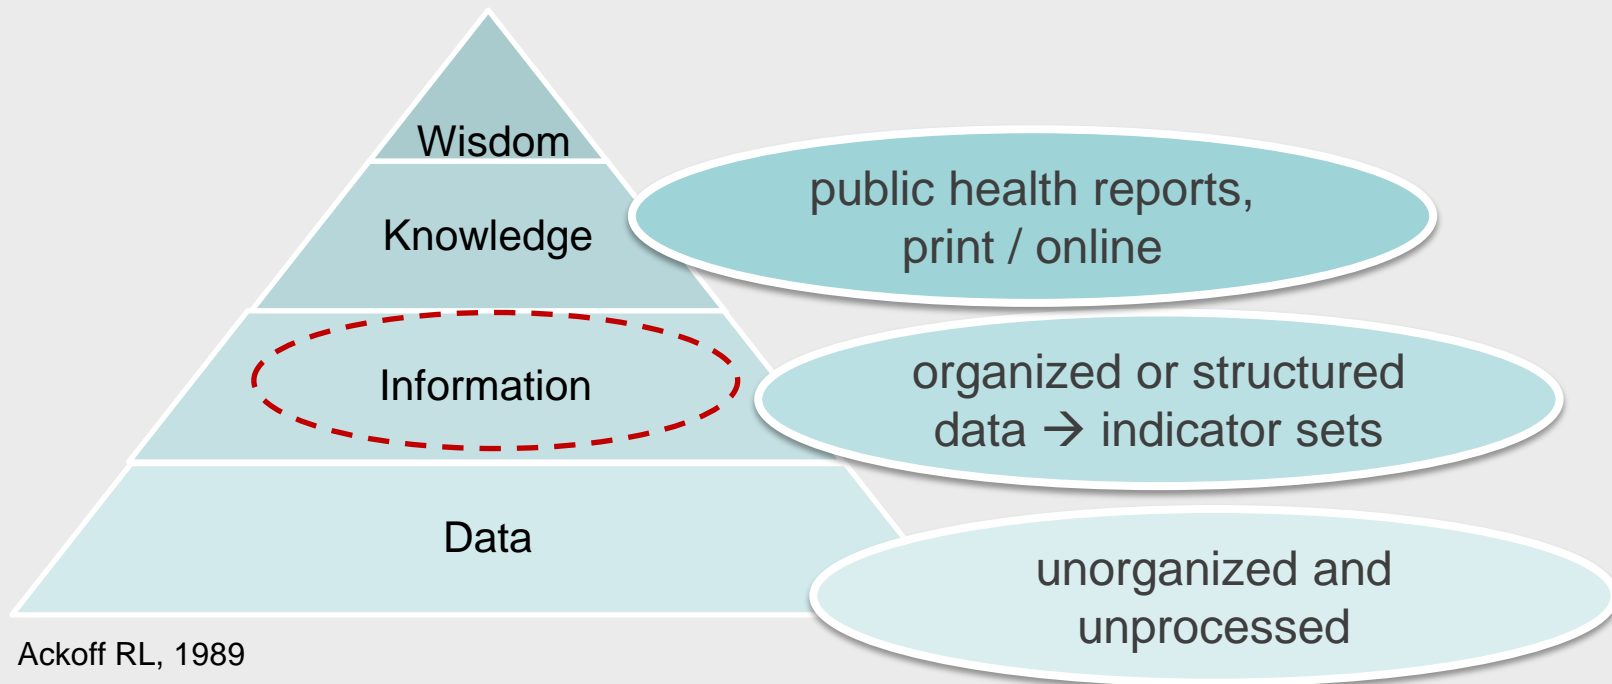 Wisdom
public health reports,
print / online
Knowledge
organized or structured
data → indicator sets
Information
Data
unorganized and
unprocessed
Ackoff RL, 1989